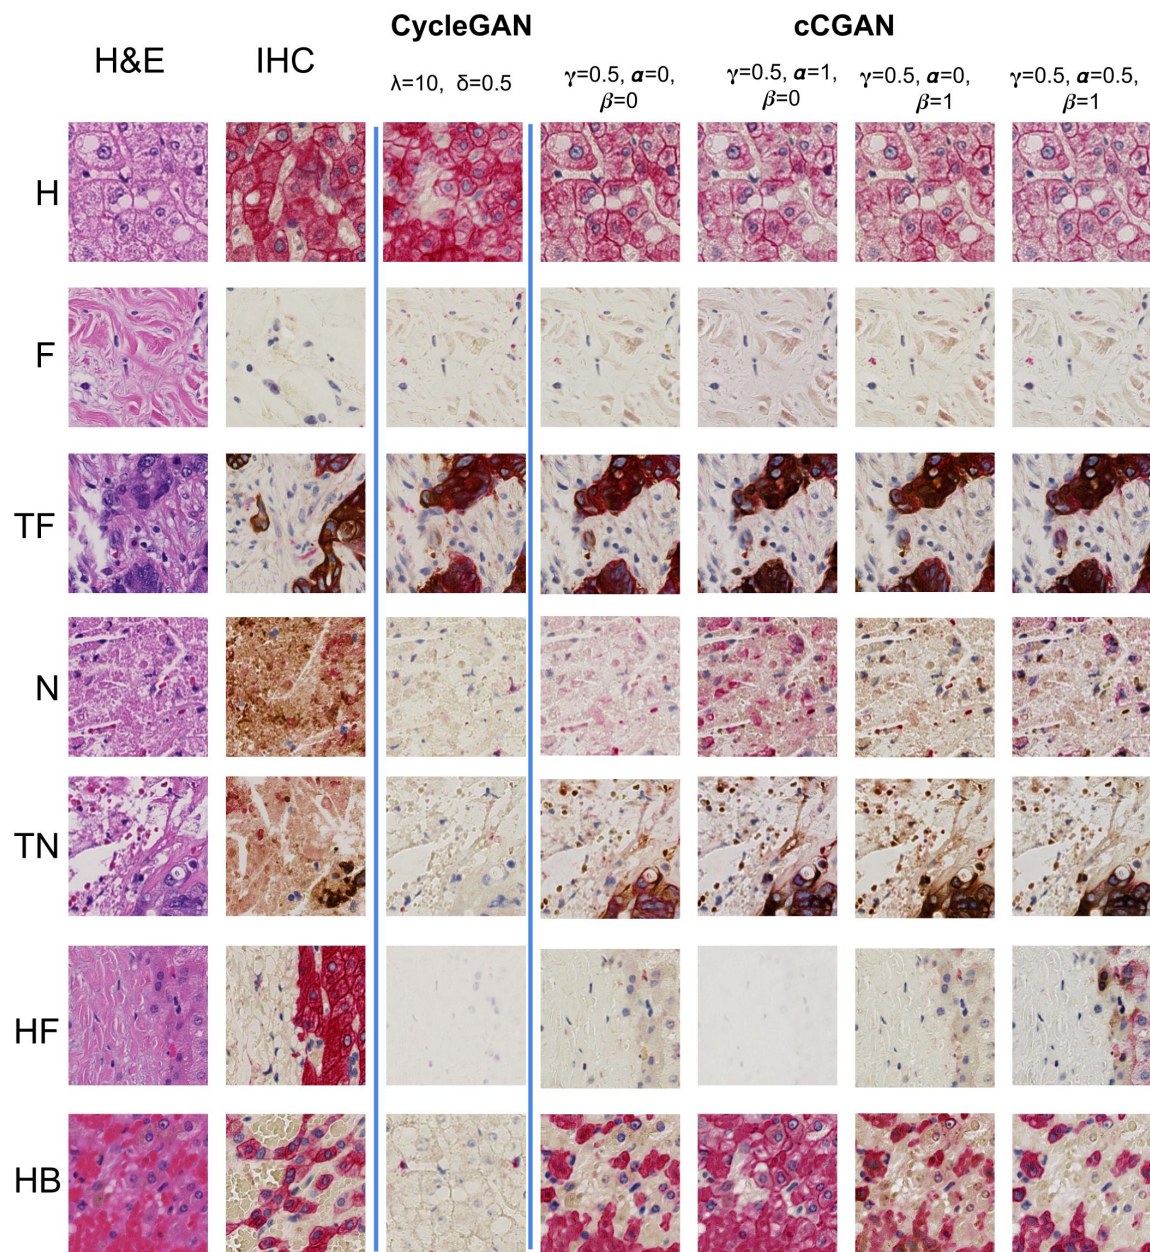 CycleGAN
cCGAN
H&E
IHC
λ=10, δ=0.5
γ=0.5, α=0,
β=0
γ=0.5, α=1,
β=0
γ=0.5, α=0,
β=1
γ=0.5, α=0.5,
β=1
H
F
TF
N
TN
HF
HB